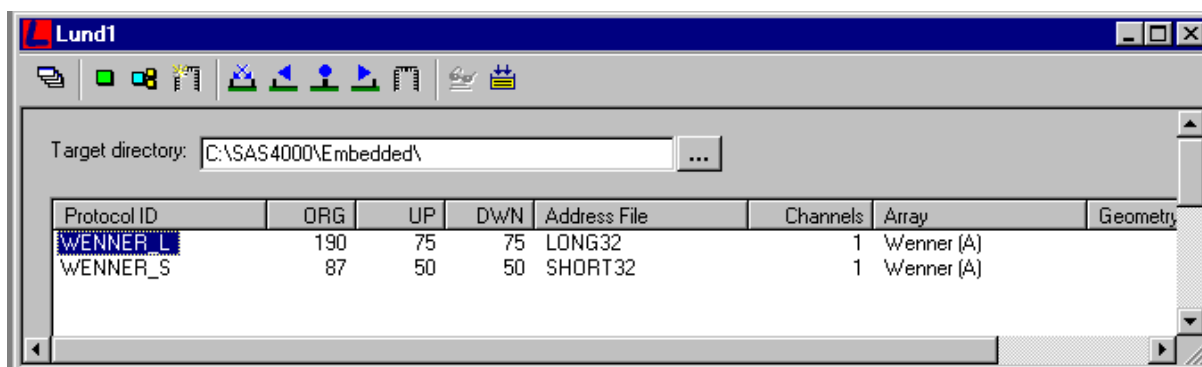 Lund1
Target directory: C:\SAS4000\Embedded\ ...
Protocol ID ORG UP DWN Address File Channels Array Geometry
WENNER_L 190 75 75 LONG32 1 Wenner (A)
WENNER_S 87 50 50 SHORT32 1 Wenner (A)